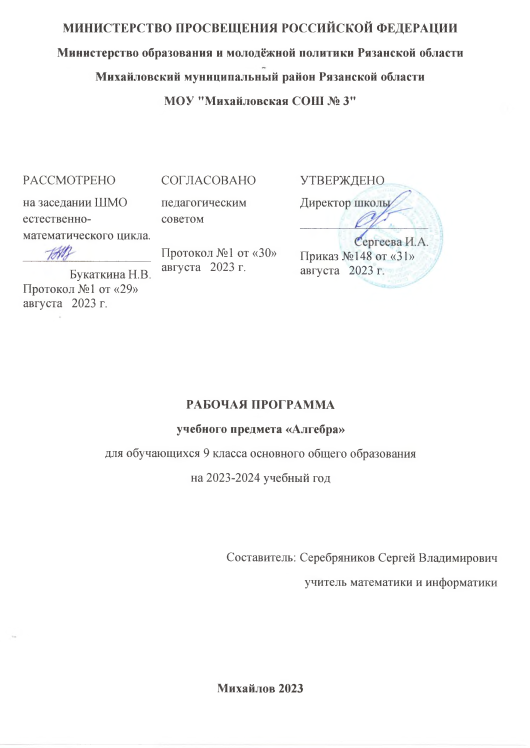 МИНИСТЕРСТВО ПРОСВЕЩЕНИЯ РОССИЙСКОЙ ФЕДЕРАЦИИ
Министерство образования и молодёжной политики Рязанской области
Михайловский муниципальный район Рязанской области
МОУ "Михайловская СОШ № 3"
РАССМОТРЕНО
на заседании ШМО
естественно-
математического цикла.
Букаткина Н.В.
Протокол №1 от «29»
августа 2023 г.
СОГЛАСОВАНО
педагогическим
советом
Протокол №1 от «30»
августа 2023 г.
УТВЕРЖДЕНО
Директор школы
Сергеева И.А.
Приказ №148 от «31»
августа 2023 г.
РАБОЧАЯ ПРОГРАММА
учебного предмета «Алгебра»
для обучающихся 9 класса основного общего образования
на 2023-2024 учебный год
Составитель: Серебряников Сергей Владимирович
учитель математики и информатики
Михайлов 2023